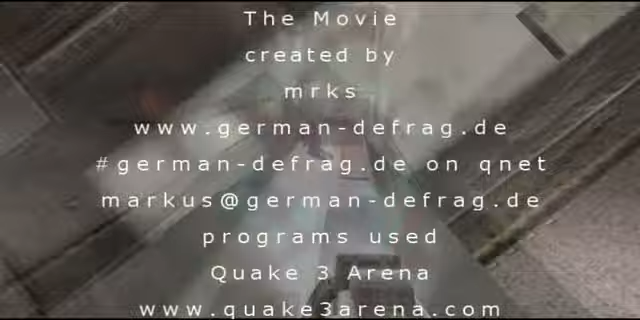 The Movie
created by
mrks
www.german-defrag.de
#german-defrag.de on qnet
markus@german-defrag.de
programs used
Quake 3 Arena
www.quake3arena.com